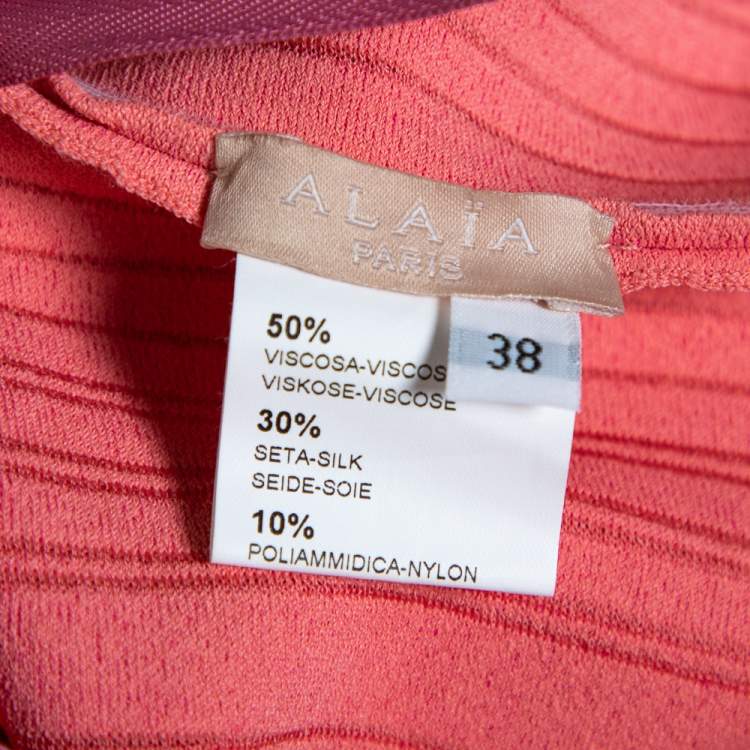 ALAÏA
PARIS
38
50%
VISCOSA-VISCOS
VISKOSE-VISCOSE
30%
SETA-SILK
SEIDE-SOIE
10%
POLIAMMIDICA-NYLON